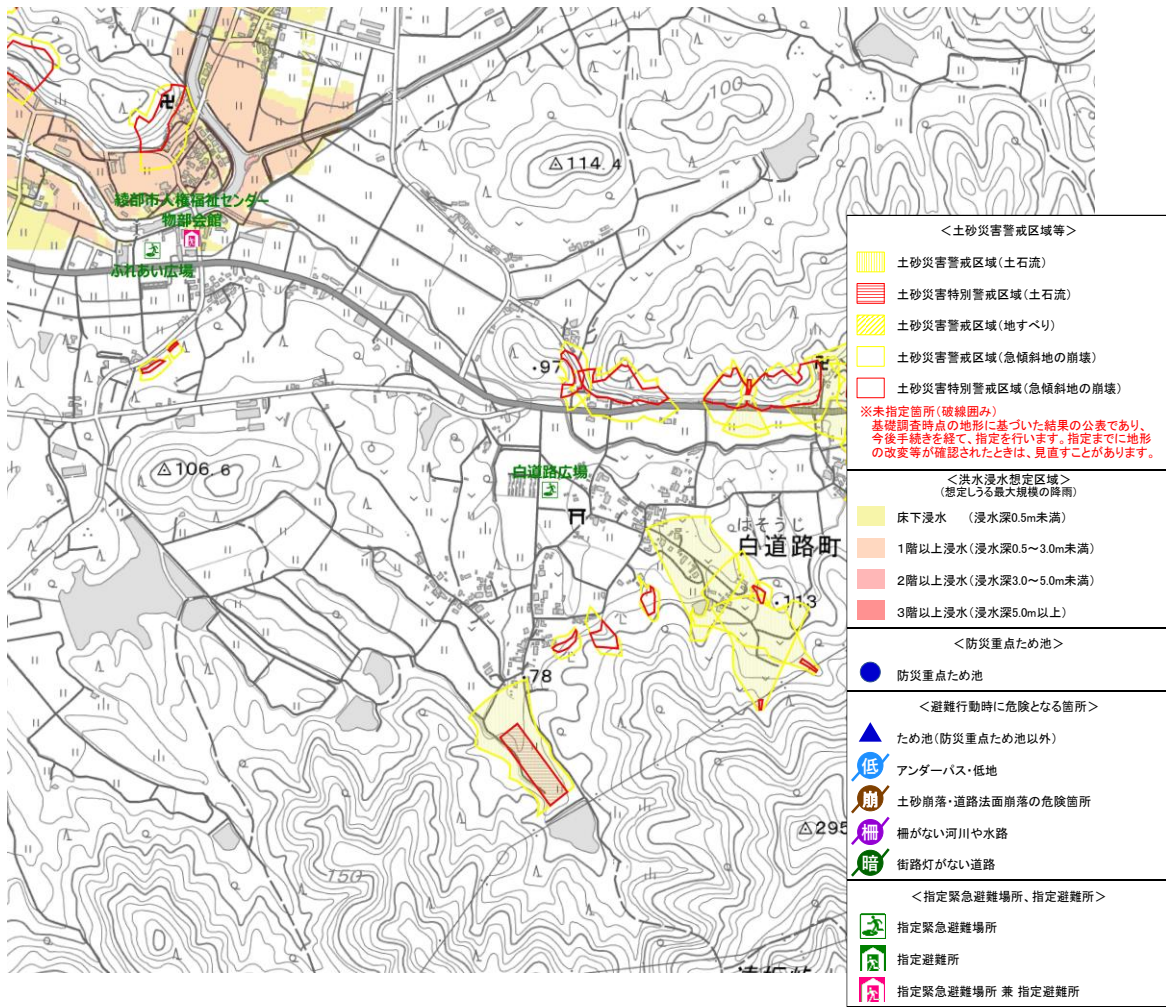 100
卍
100
△114.4
綾部市人権福祉センター
物部会館
ふれあい広場
・97
卍
△106.6
白道路広場
はそうじ
白道路町
・113
・78
△295
150
＜土砂災害警戒区域等＞
土砂災害警戒区域(土石流)
土砂災害特別警戒区域(土石流)
土砂災害警戒区域(地すべり)
土砂災害警戒区域(急傾斜地の崩壊)
土砂災害特別警戒区域(急傾斜地の崩壊)
※未指定箇所(破線囲み)
基礎調査時点の地形に基づいた結果の公表であり、
今後手続きを経て、指定を行います。指定までに地形
の改変等が確認されたときは、見直すことがあります。
＜洪水浸水想定区域＞
(想定しうる最大規模の降雨)
床下浸水　(浸水深0.5m未満)
1階以上浸水(浸水深0.5～3.0m未満)
2階以上浸水(浸水深3.0～5.0m未満)
3階以上浸水(浸水深5.0m以上)
＜防災重点ため池＞
防災重点ため池
＜避難行動時に危険となる箇所＞
ため池(防災重点ため池以外)
低 アンダーパス・低地
崩 土砂崩落・道路法面崩落の危険箇所
柵 柵がない河川や水路
暗 街路灯がない道路
＜指定緊急避難場所、指定避難所＞
指定緊急避難場所
指定避難所
指定緊急避難場所 兼 指定避難所